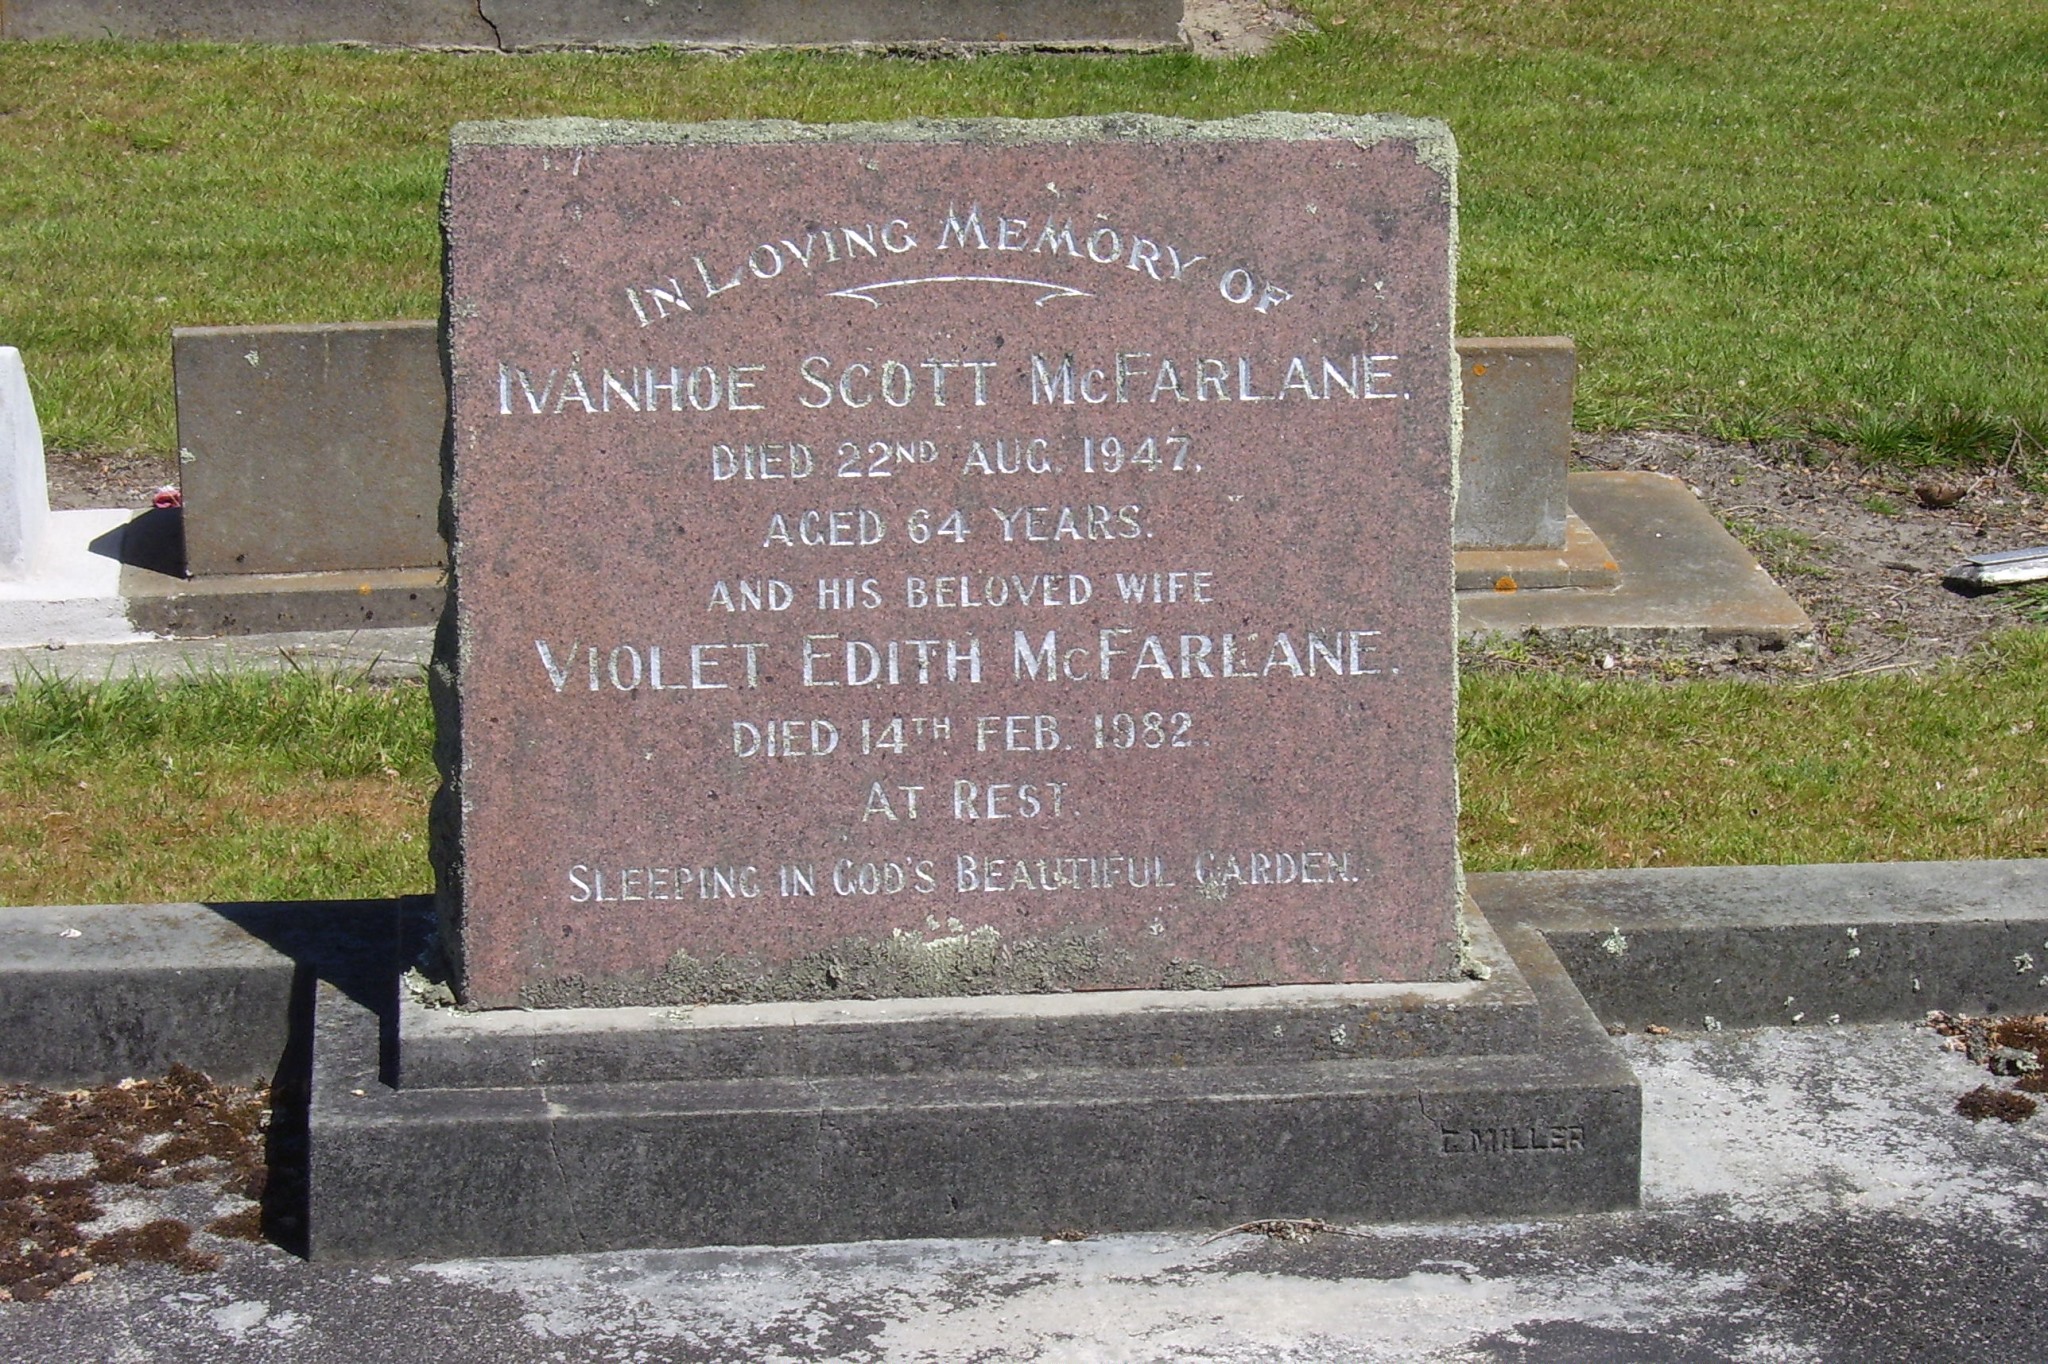 IN LOVING MEMORY OF
IVANHOE SCOTT MCFARLANE.
DIED 22ND AUG. 1947,
AGED 64 YEARS.
AND HIS BELOVED WIFE
VIOLET EDITH MCFARLANE.
DIED 14TH FEB. 1982.
AT REST.
SLEEPING IN GOD'S BEAUTIFUL GARDEN.
MILLER